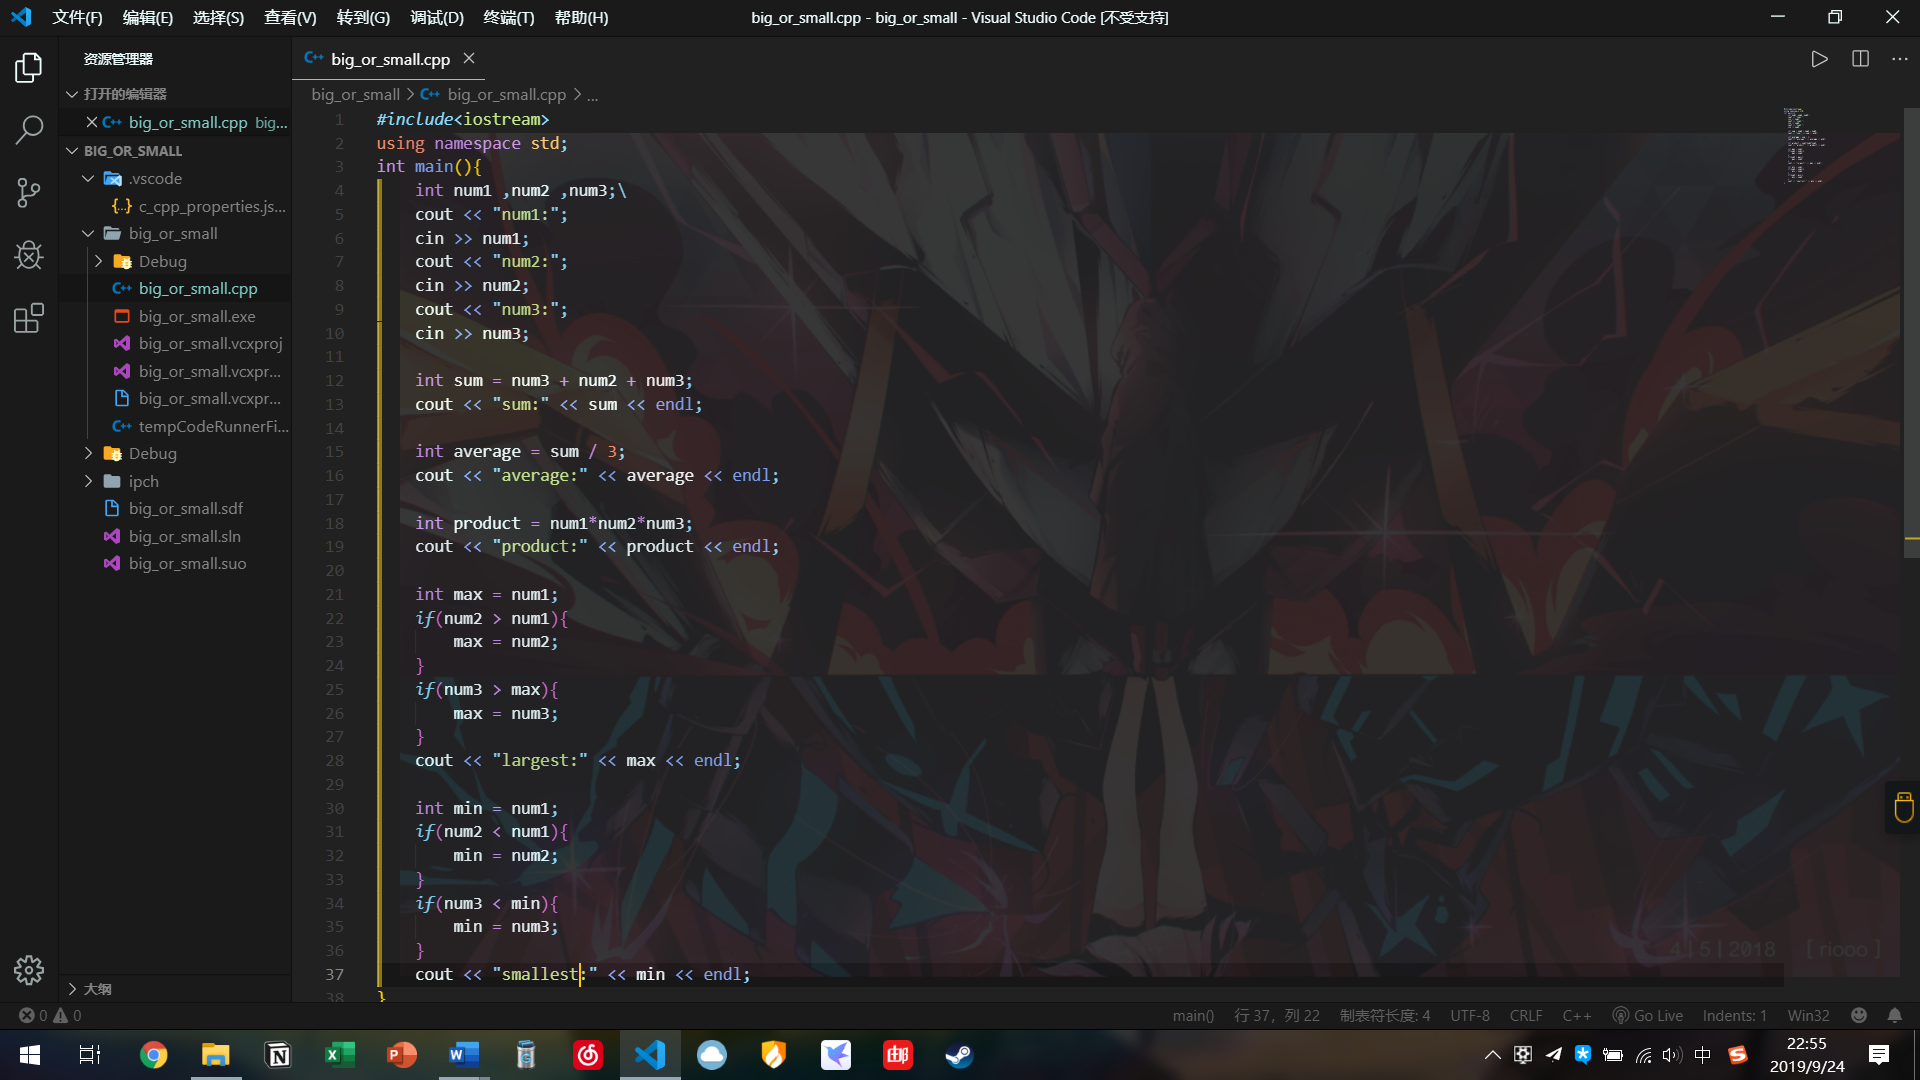 文件(F) 编辑(E) 选择(S) 查看(V) 转到(G) 调试(D) 终端(T) 帮助(H)
big_or_small.cpp - big_or_small - Visual Studio Code [不受支持]
资源管理器
打开的编辑器
big_or_small.cpp big...
BIG_OR_SMALL
.vscode
c_cpp_properties.js...
big_or_small
Debug
big_or_small.cpp
big_or_small.exe
big_or_small.vcxproj
big_or_small.vcxpr...
big_or_small.vcxpr...
tempCodeRunnerFi...
Debug
ipch
big_or_small.sdf
big_or_small.sln
big_or_small.suo
大纲
big_or_small.cpp
big_or_small > big_or_small.cpp > ...
1 #include<iostream>
2 using namespace std;
3 int main(){
4 int num1 ,num2 ,num3;\
5 cout << "num1:";
6 cin >> num1;
7 cout << "num2:";
8 cin >> num2;
9 cout << "num3:";
10 cin >> num3;
11
12 int sum = num3 + num2 + num3;
13 cout << "sum:" << sum << endl;
14
15 int average = sum / 3;
16 cout << "average:" << average << endl;
17
18 int product = num1*num2*num3;
19 cout << "product:" << product << endl;
20
21 int max = num1;
22 if(num2 > num1){
23 max = num2;
24 }
25 if(num3 > max){
26 max = num3;
27 }
28 cout << "largest:" << max << endl;
29
30 int min = num1;
31 if(num2 < num1){
32 min = num2;
33 }
34 if(num3 < min){
35 min = num3;
36 }
37 cout << "smallest:" << min << endl;
38 }
4 | 5 | 2018 [ riooo ]
0 0
main() 行 37，列 22 制表符长度: 4 UTF-8 CRLF C++ Go Live Indents: 1 Win32
中
22:55
2019/9/24